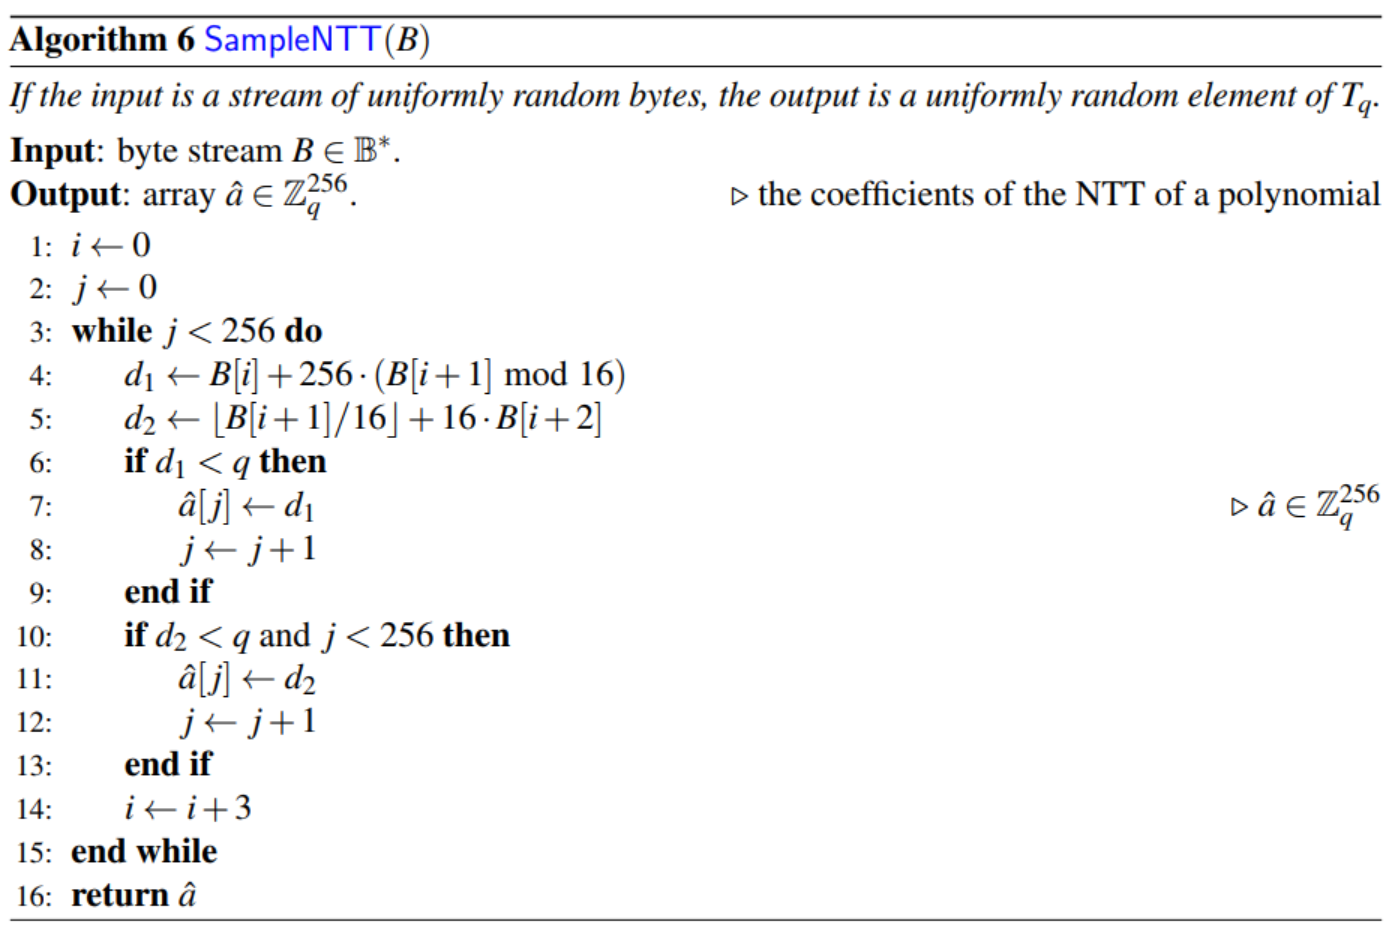 Algorithm 6 SampleNTT(B)
If the input is a stream of uniformly random bytes, the output is a uniformly random element of T_q.
Input: byte stream B ∈ 𝔹*.
Output: array â ∈ ℤ_q^256. ▷ the coefficients of the NTT of a polynomial
1: i ← 0
2: j ← 0
3: while j < 256 do
4: d₁ ← B[i] + 256 · (B[i+1] mod 16)
5: d₂ ← ⌊B[i+1]/16⌋ + 16 · B[i+2]
6: if d₁ < q then
7: â[j] ← d₁ ▷ â ∈ ℤ_q^256
8: j ← j+1
9: end if
10: if d₂ < q and j < 256 then
11: â[j] ← d₂
12: j ← j+1
13: end if
14: i ← i+3
15: end while
16: return â